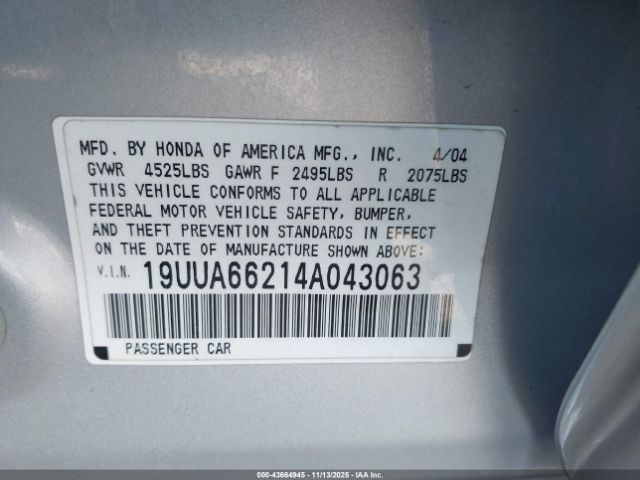 MFD. BY HONDA OF AMERICA MFG., INC. 4/04
GVWR 4525LBS GAWR F 2495LBS R 2075LBS
THIS VEHICLE CONFORMS TO ALL APPLICABLE
FEDERAL MOTOR VEHICLE SAFETY, BUMPER,
AND THEFT PREVENTION STANDARDS IN EFFECT
ON THE DATE OF MANUFACTURE SHOWN ABOVE:
V.I.N. 19UUA66214A043063
PASSENGER CAR
000-43664945 - 11/13/2025 - IAAI.COM